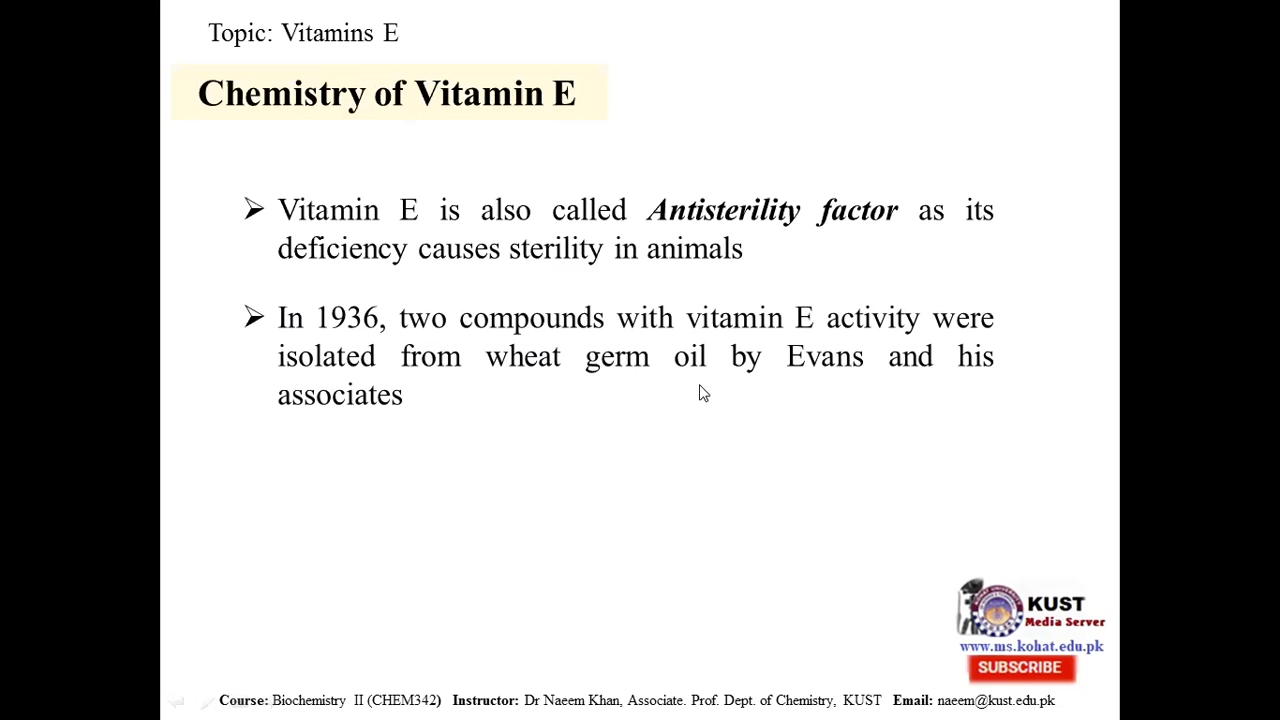 Topic: Vitamins E
Chemistry of Vitamin E
Vitamin E is also called Antisterility factor as its
deficiency causes sterility in animals
In 1936, two compounds with vitamin E activity were
isolated from wheat germ oil by Evans and his
associates
KUST
Media Server
www.ms.kohat.edu.pk
SUBSCRIBE
Course: Biochemistry II (CHEM342) Instructor: Dr Naeem Khan, Associate. Prof. Dept. of Chemistry, KUST Email: naeem@kust.edu.pk